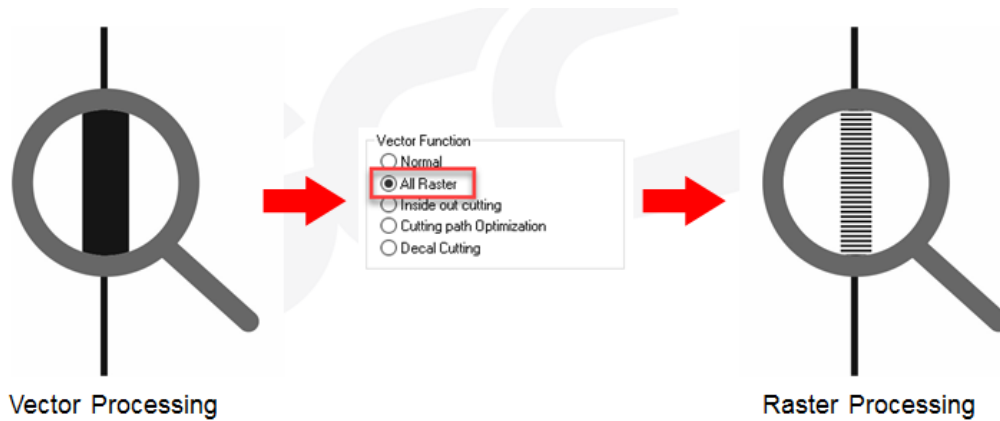 Vector Function
Normal
All Raster
Inside out cutting
Cutting path Optimization
Decal Cutting
Vector Processing
Raster Processing